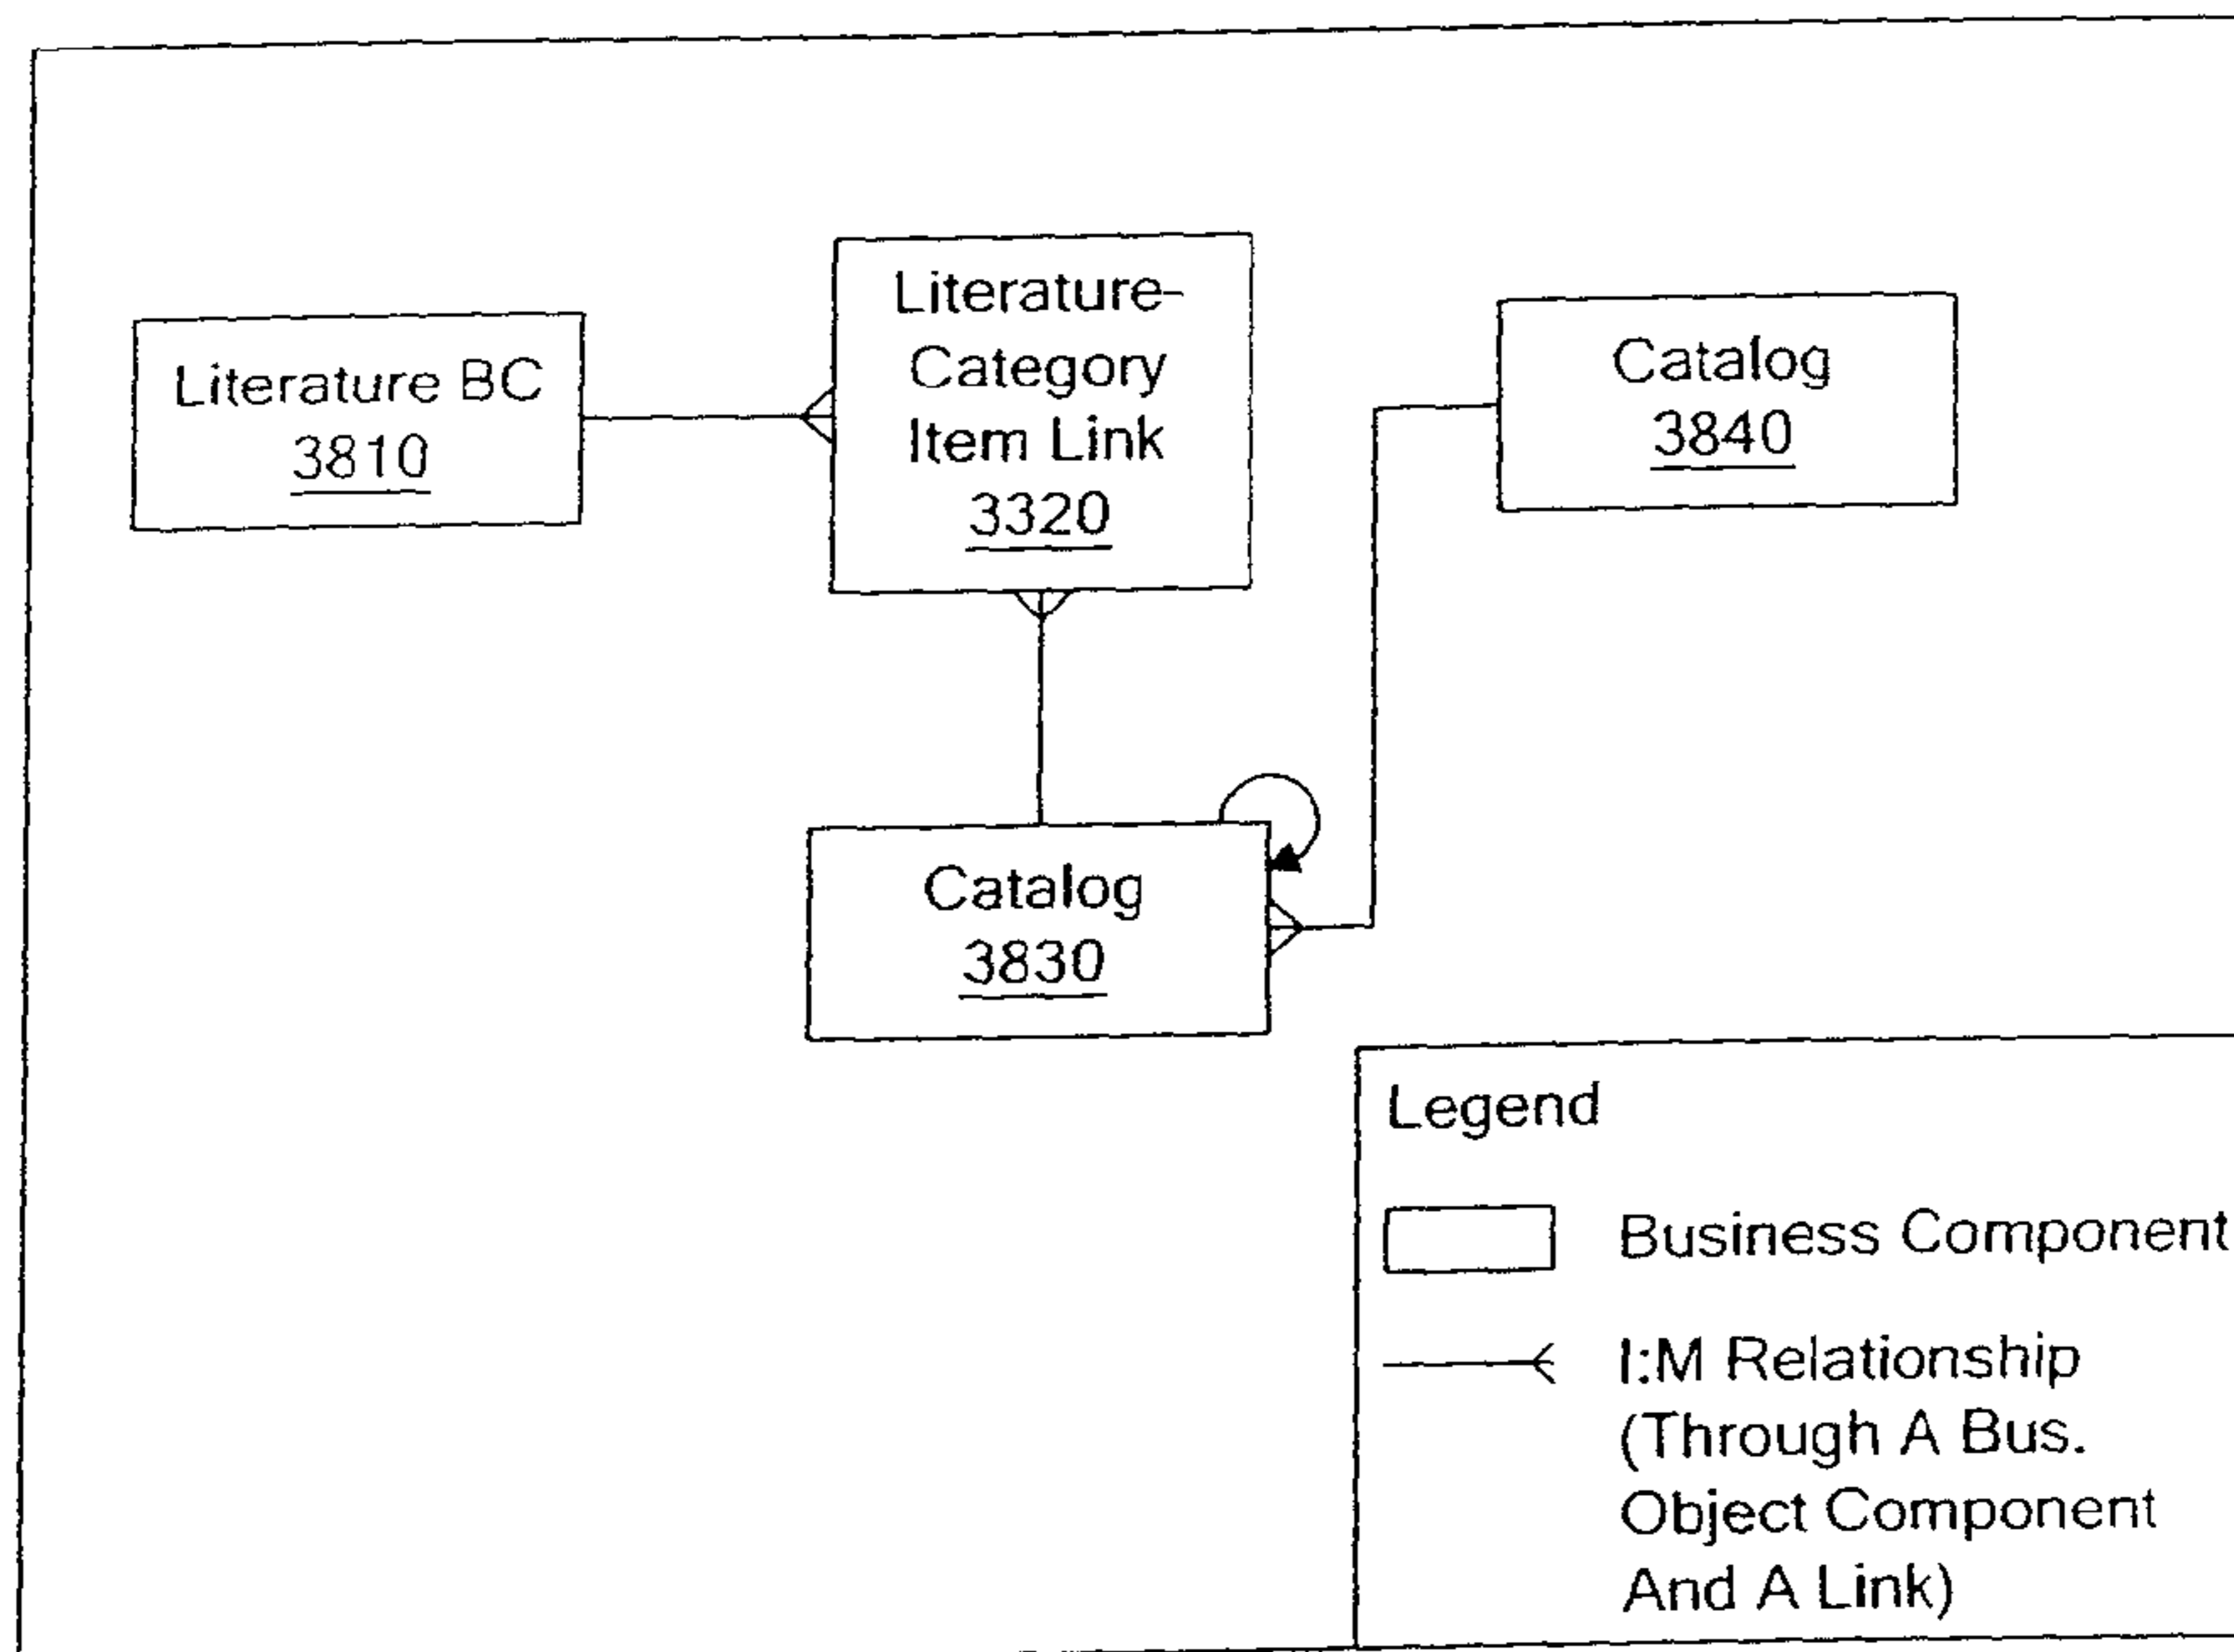 Literature BC
3810
Literature-
Category
Item Link
3320
Catalog
3840
Catalog
3830
Legend
Business Component
I:M Relationship
(Through A Bus.
Object Component
And A Link)